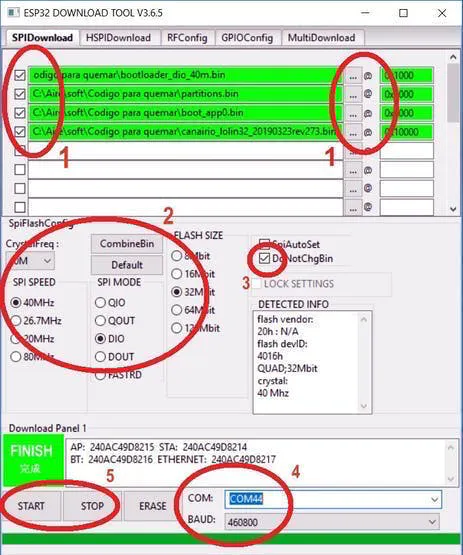 ESP32 DOWNLOAD TOOL V3.6.5
SPIDownload HSPIDownload RFConfig GPIOConfig MultiDownload
odigo para quemar\bootloader_dio_40m.bin ... @ 1000
C:\Aire\soft\Codigo para quemar\partitions.bin ... @
C:\Aire\soft\Codigo para quemar\boot_app0.bin ... @
C:\Aire\soft\Codigo para quemar\canairio_lolin32_20190323rev273.bin ... @ 0x10000
... @
... @
... @
1
1
SpiFlashConfig
2
CrystalFreq :
CombineBin
Default
FLASH SIZE
8Mbit
16Mbit
32Mbit
64Mbit
SpiAutoSet
DoNotChgBin
3
LOCK SETTINGS
SPI SPEED
40MHz
26.7MHz
20MHz
80MHz
SPI MODE
QIO
QOUT
DIO
DOUT
FASTRD
DETECTED INFO
flash vendor:
20h : N/A
flash devID:
4016h
QUAD;32Mbit
crystal:
40 Mhz
Download Panel 1
FINISH
完成
AP: 240AC49D8215 STA: 240AC49D8214
BT: 240AC49D8216 ETHERNET: 240AC49D8217
5
4
START STOP ERASE
COM: COM44
BAUD: 460800